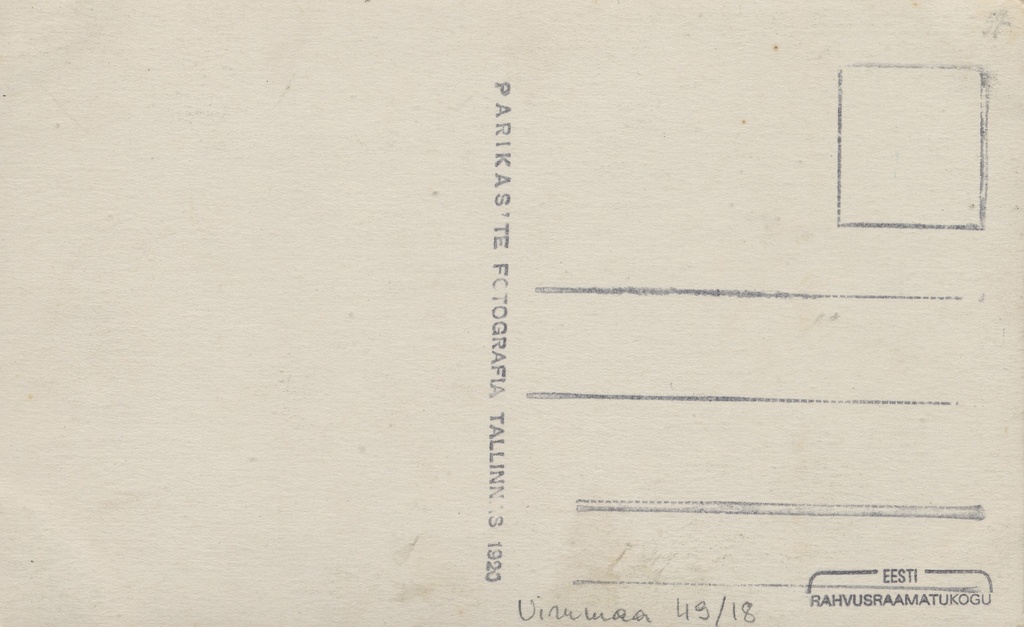 PARIKAS'TE FOTOGRAFIA TALLINN:S 1920
EESTI
RAHVUSRAAMATUKOGU
Virumaa 49/18